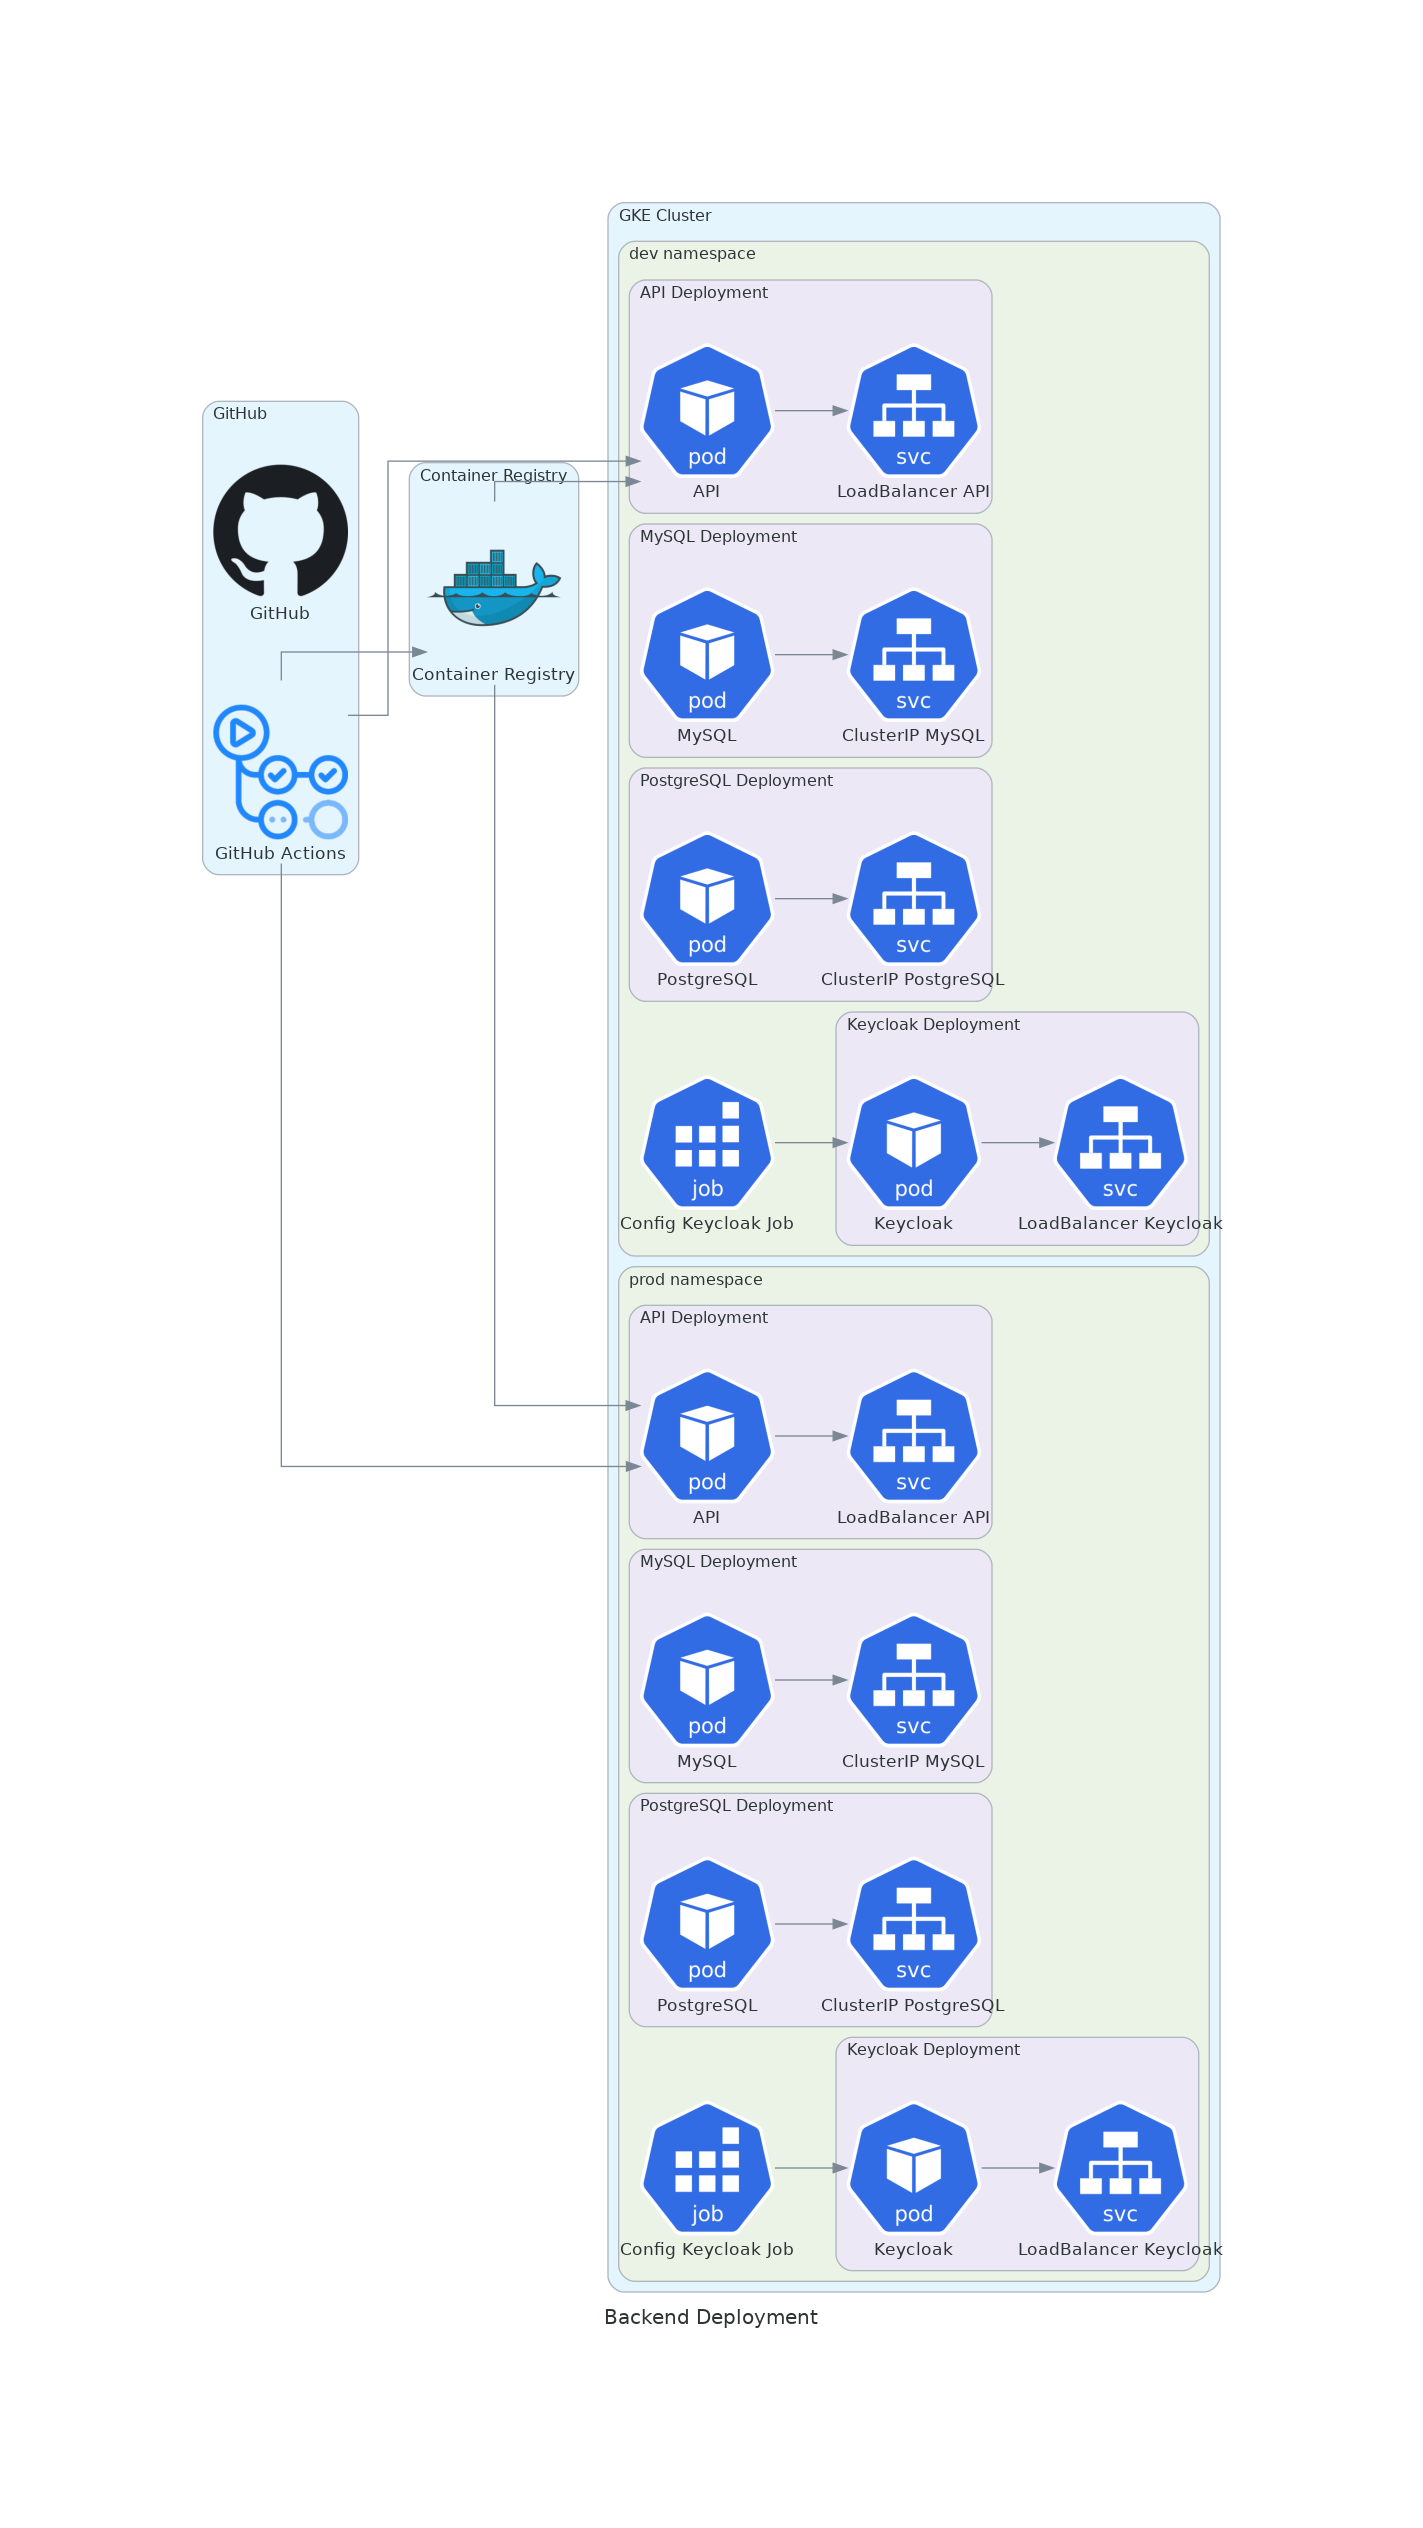 GitHub
GitHub
GitHub Actions
Container Registry
Container Registry
GKE Cluster
dev namespace
API Deployment
pod
API
svc
LoadBalancer API
MySQL Deployment
pod
MySQL
svc
ClusterIP MySQL
PostgreSQL Deployment
pod
PostgreSQL
svc
ClusterIP PostgreSQL
job
Config Keycloak Job
Keycloak Deployment
pod
Keycloak
svc
LoadBalancer Keycloak
prod namespace
API Deployment
pod
API
svc
LoadBalancer API
MySQL Deployment
pod
MySQL
svc
ClusterIP MySQL
PostgreSQL Deployment
pod
PostgreSQL
svc
ClusterIP PostgreSQL
job
Config Keycloak Job
Keycloak Deployment
pod
Keycloak
svc
LoadBalancer Keycloak
Backend Deployment